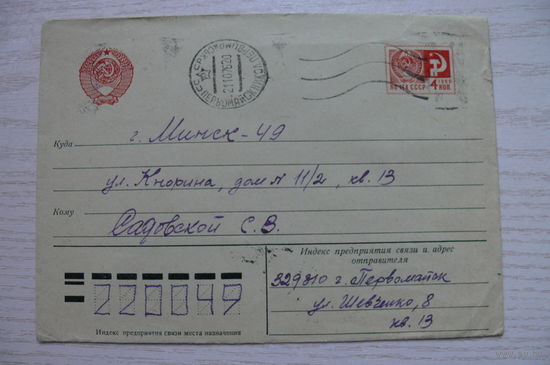 ПОЧТА СССР 4 КОП.
Куда г. Минск-49
ул. Кнорина, дом № 11/2, кв. 13
Кому Садовской С. В.
Индекс предприятия связи и адрес
отправителя
329810 г. Первомайск
ул. Шевченко, 8
кв. 13
220049
Индекс предприятия связи места назначения